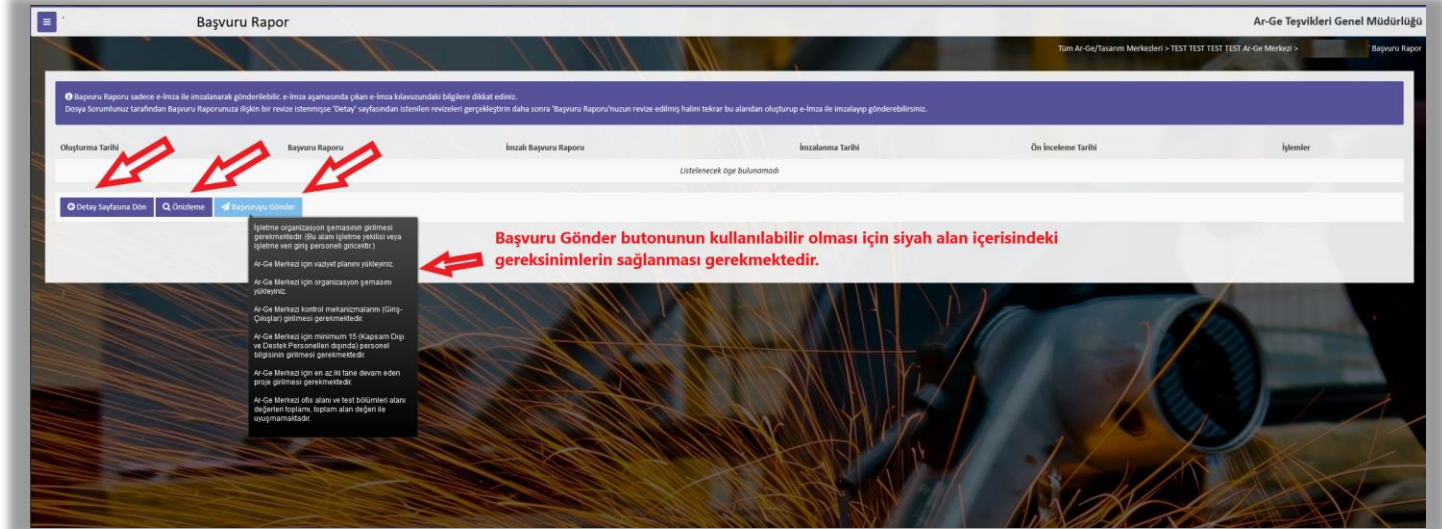 Başvuru Rapor
Ar-Ge Teşvikleri Genel Müdürlüğü
Tüm Ar-Ge/Tasarım Merkezleri > TEST TEST TEST TEST Ar-Ge Merkezi > Başvuru Rapor
Başvuru Raporu sadece e-İmza ile imzalanarak gönderilebilir. e-İmza aşamasında çıkan e-İmza kılavuzundaki bilgilere dikkat ediniz.
Dosya Sorumlunuz tarafından Başvuru Raporunuza ilişkin bir revize istenmişse 'Detay' sayfasından istenilen revizeleri gerçekleştirin daha sonra 'Başvuru Raporu'nuzun revize edilmiş halini tekrar bu alandan oluşturup e-İmza ile imzalayıp gönderebilirsiniz.
Oluşturma Tarihi Başvuru Raporu İmzalı Başvuru Raporu İmzalanma Tarihi Ön İnceleme Tarihi İşlemler
Listelenecek öge bulunamadı
Detay Sayfasına Dön Önizleme Başvuruyu Gönder
İşletme organizasyon şemasının girilmesi
gerekmektedir. (Bu alanı işletme yekilisi veya
işletme veri giriş personeli giricektir.)
Ar-Ge Merkezi için vaziyet planını yükleyiniz.
Ar-Ge Merkezi için organizasyon şemasını
yükleyiniz.
Ar-Ge Merkezi kontrol mekanizmalarını (Giriş-
Çıkışlar) girilmesi gerekmektedir.
Ar-Ge Merkezi için minimum 15 (Kapsam Dışı
ve Destek Personelleri dışında) personel
bilgisinin girilmesi gerekmektedir.
Ar-Ge Merkezi için en az iki tane devam eden
proje girilmesi gerekmektedir.
Ar-Ge Merkezi ofis alanı ve test bölümleri alanı
değerleri toplamı, toplam alan değeri ile
uyuşmamaktadır.
Başvuru Gönder butonunun kullanılabilir olması için siyah alan içerisindeki
gereksinimlerin sağlanması gerekmektedir.